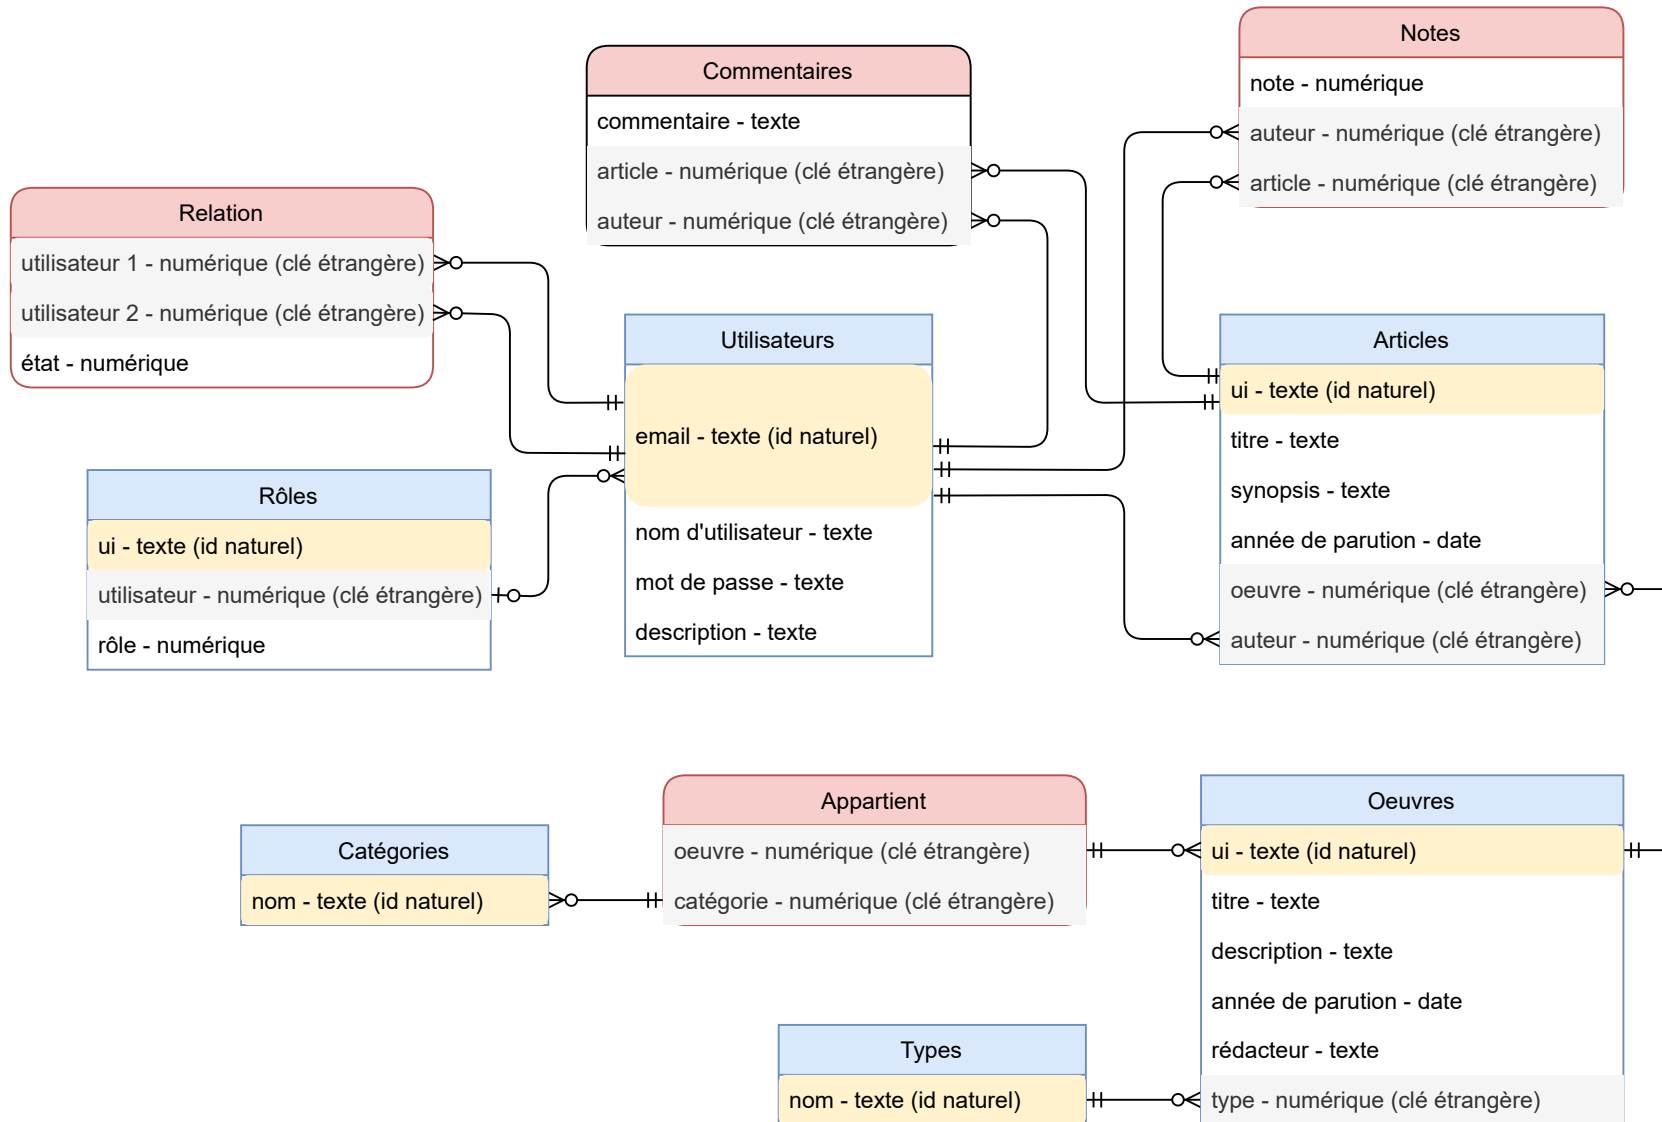 Notes
note - numérique
auteur - numérique (clé étrangère)
article - numérique (clé étrangère)
Commentaires
commentaire - texte
article - numérique (clé étrangère)
auteur - numérique (clé étrangère)
Relation
utilisateur 1 - numérique (clé étrangère)
utilisateur 2 - numérique (clé étrangère)
état - numérique
Utilisateurs
email - texte (id naturel)
nom d'utilisateur - texte
mot de passe - texte
description - texte
Articles
ui - texte (id naturel)
titre - texte
synopsis - texte
année de parution - date
oeuvre - numérique (clé étrangère)
auteur - numérique (clé étrangère)
Rôles
ui - texte (id naturel)
utilisateur - numérique (clé étrangère)
rôle - numérique
Catégories
nom - texte (id naturel)
Appartient
oeuvre - numérique (clé étrangère)
catégorie - numérique (clé étrangère)
Oeuvres
ui - texte (id naturel)
titre - texte
description - texte
année de parution - date
rédacteur - texte
type - numérique (clé étrangère)
Types
nom - texte (id naturel)